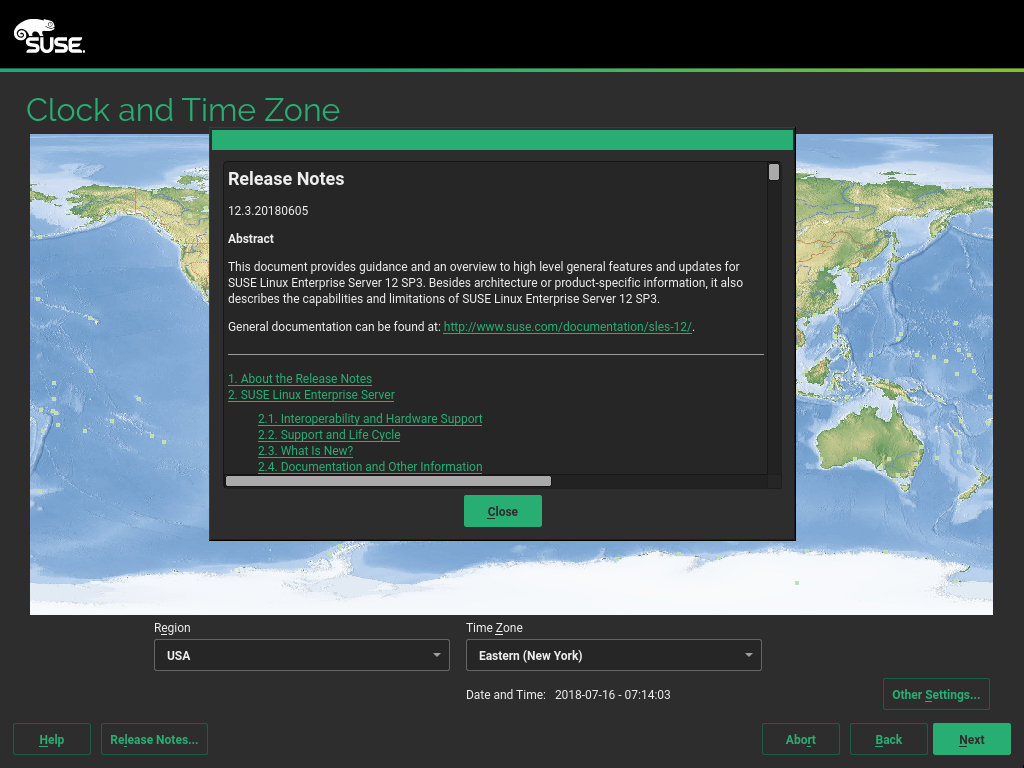 SUSE.
Clock and Time Zone
Release Notes
12.3.20180605
Abstract
This document provides guidance and an overview to high level general features and updates for
SUSE Linux Enterprise Server 12 SP3. Besides architecture or product-specific information, it also
describes the capabilities and limitations of SUSE Linux Enterprise Server 12 SP3.
General documentation can be found at: http://www.suse.com/documentation/sles-12/.
1. About the Release Notes
2. SUSE Linux Enterprise Server
2.1. Interoperability and Hardware Support
2.2. Support and Life Cycle
2.3. What Is New?
2.4. Documentation and Other Information
Close
Region
Time Zone
USA
Eastern (New York)
Date and Time: 2018-07-16 - 07:14:03
Other Settings...
Help
Release Notes...
Abort
Back
Next